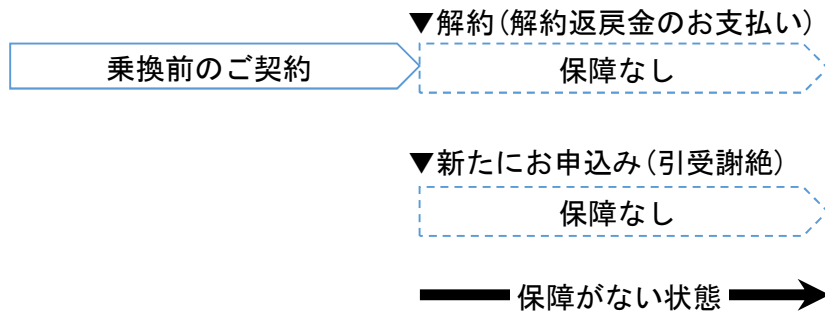 ▼解約(解約返戻金のお支払い)
乗換前のご契約
保障なし
▼新たにお申込み(引受謝絶)
保障なし
保障がない状態